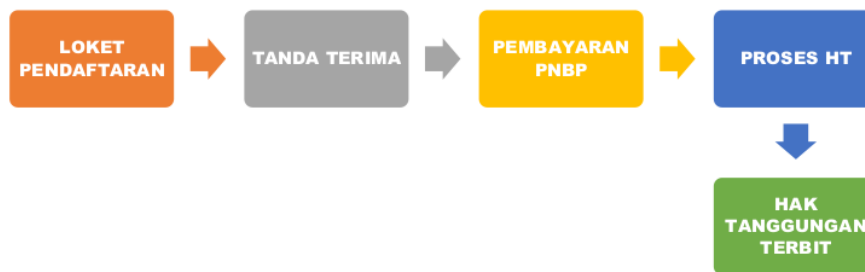 LOKET
PENDAFTARAN
TANDA TERIMA
PEMBAYARAN
PNBP
PROSES HT
HAK
TANGGUNGAN
TERBIT